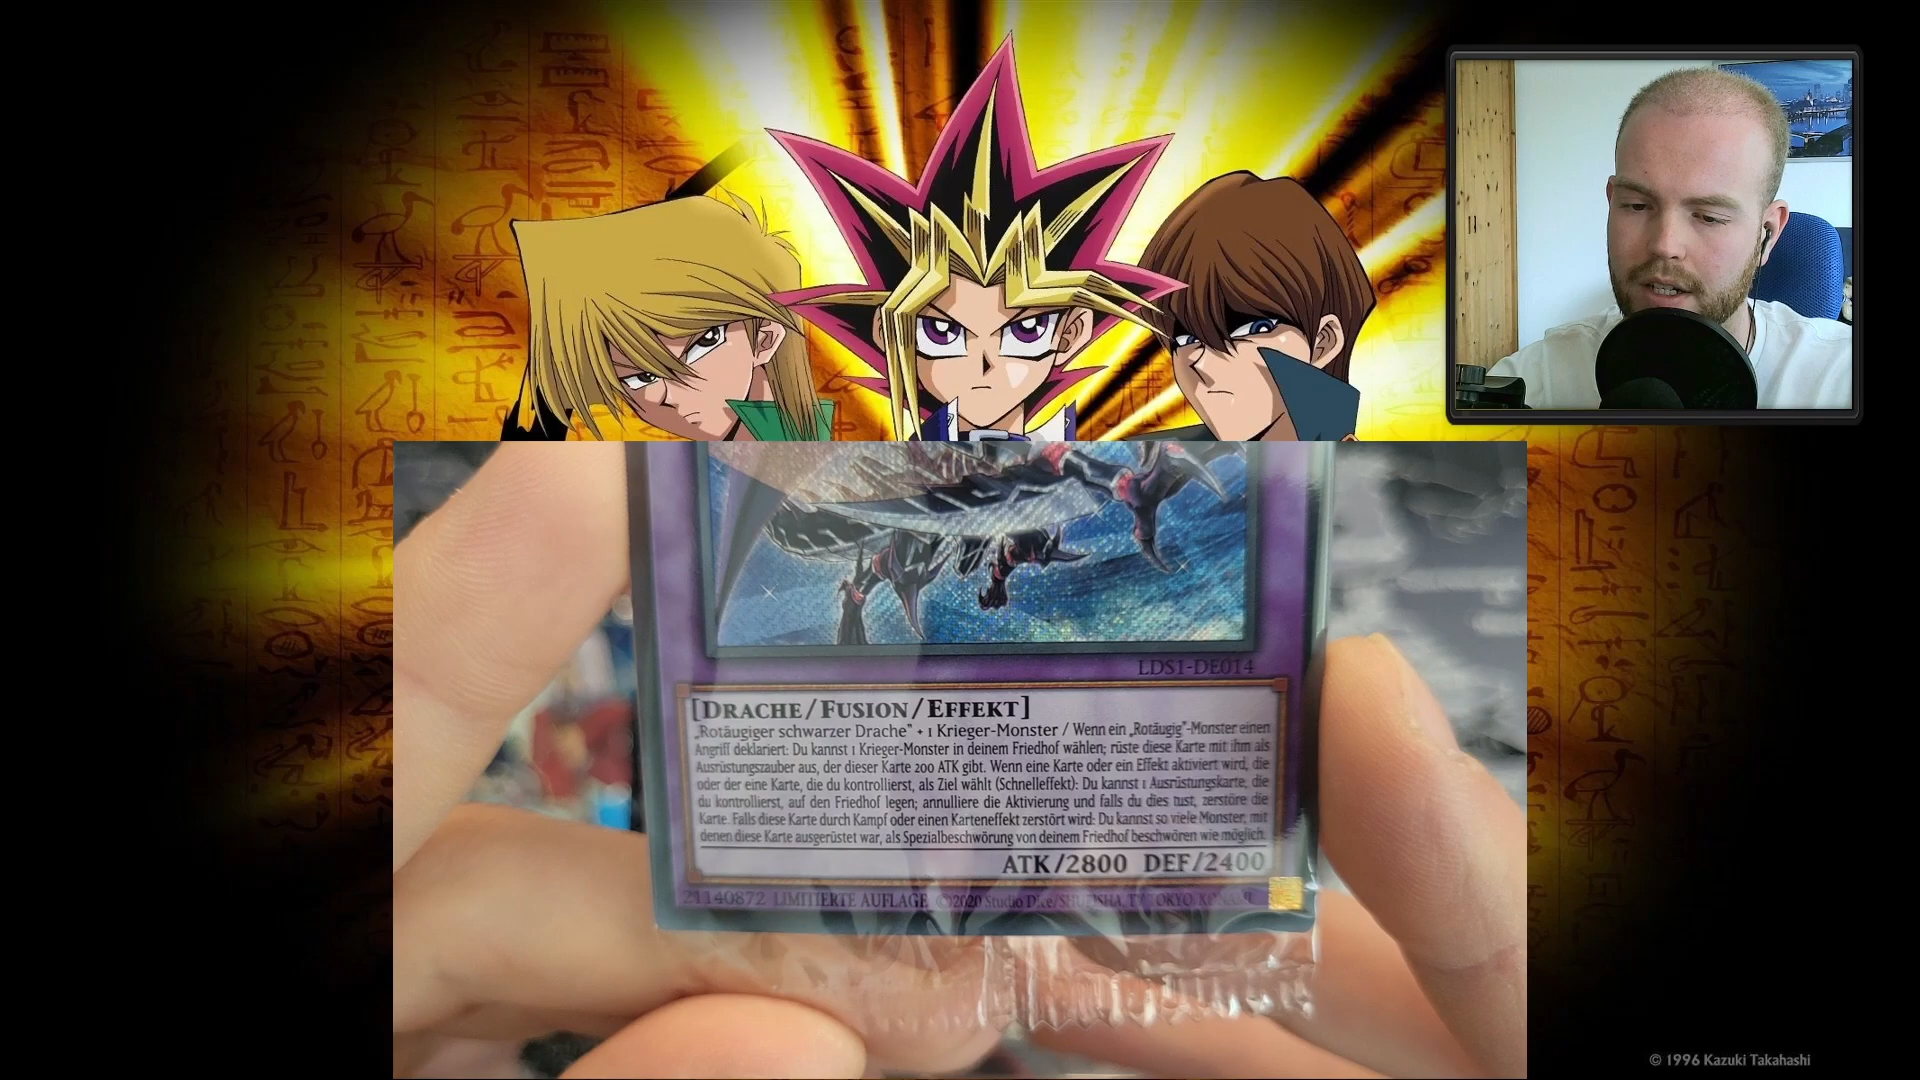 LDS1-DE014
[DRACHE/FUSION/EFFEKT]
„Rotäugiger schwarzer Drache" + 1 Krieger-Monster / Wenn ein „Rotäugig"-Monster einen
Angriff deklariert: Du kannst 1 Krieger-Monster in deinem Friedhof wählen; rüste diese Karte mit ihm als
Ausrüstungszauber aus, der dieser Karte 200 ATK gibt. Wenn eine Karte oder ein Effekt aktiviert wird, die
oder der eine Karte, die du kontrollierst, als Ziel wählt (Schnelleffekt): Du kannst 1 Ausrüstungskarte, die
du kontrollierst, auf den Friedhof legen; annulliere die Aktivierung und falls du dies tust, zerstöre die
Karte. Falls diese Karte durch Kampf oder einen Karteneffekt zerstört wird: Du kannst so viele Monster, mit
denen diese Karte ausgerüstet war, als Spezialbeschwörung von deinem Friedhof beschwören wie möglich.
ATK/2800 DEF/2400
21140872 LIMITIERTE AUFLAGE ©2020 Studio Dice/SHUEISHA, TV TOKYO, KONAMI
© 1996 Kazuki Takahashi